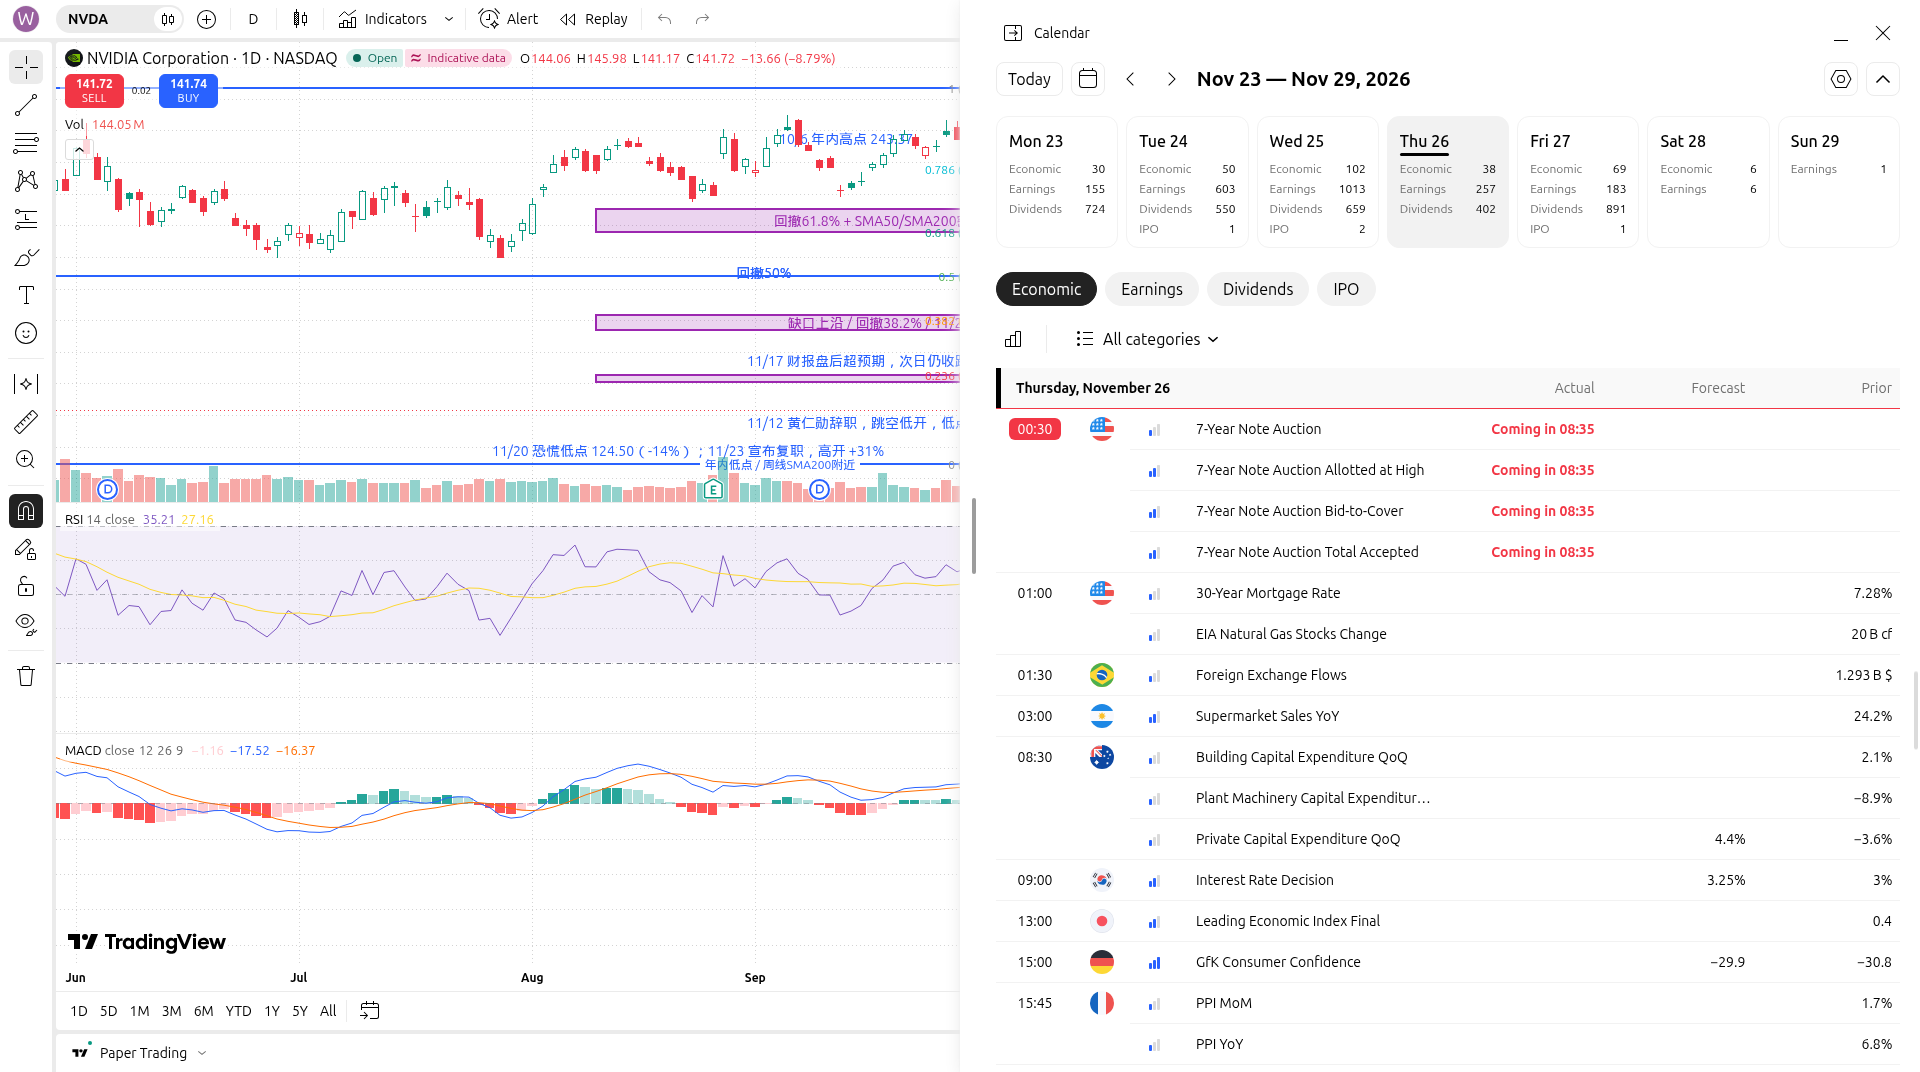 W NVDA D Indicators Alert Replay
NVIDIA Corporation · 1D · NASDAQ Open Indicative data O144.06 H145.98 L141.17 C141.72 −13.66 (−8.79%)
141.72 SELL 0.02 141.74 BUY
Vol 144.05 M
10/6 年内高点 243.37
0.786
回撤61.8% + SMA50/SMA200
0.618
回撤50%
0.5
缺口上沿 / 回撤38.2% / 11/2
11/17 财报盘后超预期，次日仍收
0.236
11/12 黄仁勋辞职，跳空低开，低
11/20 恐慌低点 124.50 ( -14% ) ；11/23 宣布复职，高开 +31%
年内低点 / 周线SMA200附近
D E D
RSI 14 close 35.21 27.16
MACD close 12 26 9 −1.16 −17.52 −16.37
TradingView
Jun Jul Aug Sep
1D 5D 1M 3M 6M YTD 1Y 5Y All
Paper Trading
Calendar
Today Nov 23 — Nov 29, 2026
Mon 23
Economic 30
Earnings 155
Dividends 724
Tue 24
Economic 50
Earnings 603
Dividends 550
IPO 1
Wed 25
Economic 102
Earnings 1013
Dividends 659
IPO 2
Thu 26
Economic 38
Earnings 257
Dividends 402
Fri 27
Economic 69
Earnings 183
Dividends 891
IPO 1
Sat 28
Economic 6
Earnings 6
Sun 29
Earnings 1
Economic Earnings Dividends IPO
All categories
Thursday, November 26 Actual Forecast Prior
00:30 7-Year Note Auction Coming in 08:35
7-Year Note Auction Allotted at High Coming in 08:35
7-Year Note Auction Bid-to-Cover Coming in 08:35
7-Year Note Auction Total Accepted Coming in 08:35
01:00 30-Year Mortgage Rate 7.28%
EIA Natural Gas Stocks Change 20 B cf
01:30 Foreign Exchange Flows 1.293 B $
03:00 Supermarket Sales YoY 24.2%
08:30 Building Capital Expenditure QoQ 2.1%
Plant Machinery Capital Expenditur… −8.9%
Private Capital Expenditure QoQ 4.4% −3.6%
09:00 Interest Rate Decision 3.25% 3%
13:00 Leading Economic Index Final 0.4
15:00 GfK Consumer Confidence −29.9 −30.8
15:45 PPI MoM 1.7%
PPI YoY 6.8%